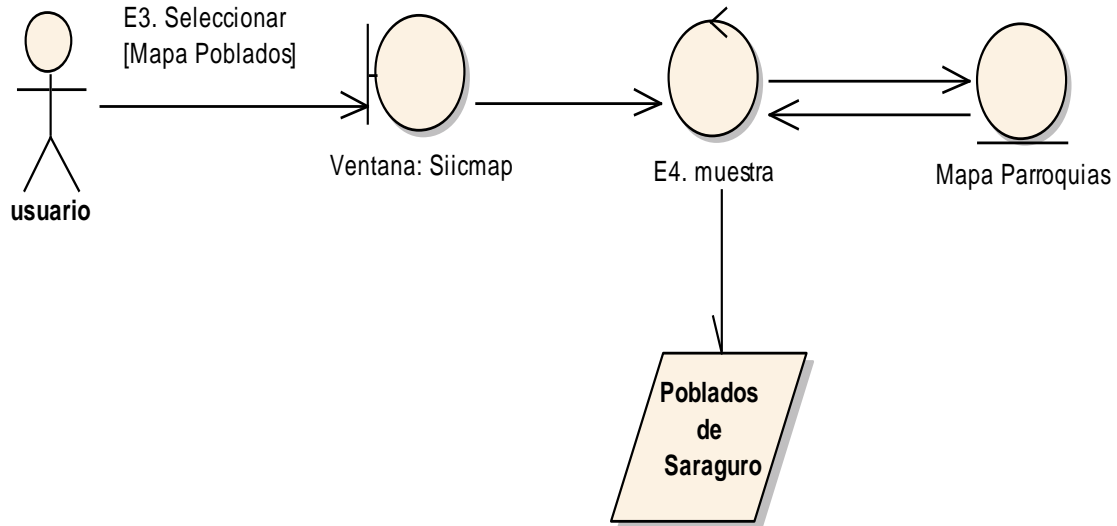 E3. Seleccionar
[Mapa Poblados]
usuario
Ventana: Siicmap
E4. muestra
Mapa Parroquias
Poblados
de
Saraguro